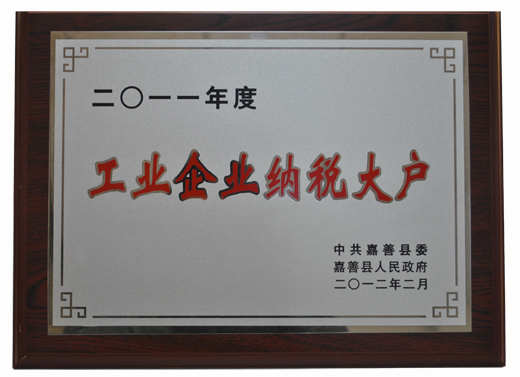 二〇一一年度
工业企业纳税大户
中共嘉善县委
嘉善县人民政府
二〇一二年二月